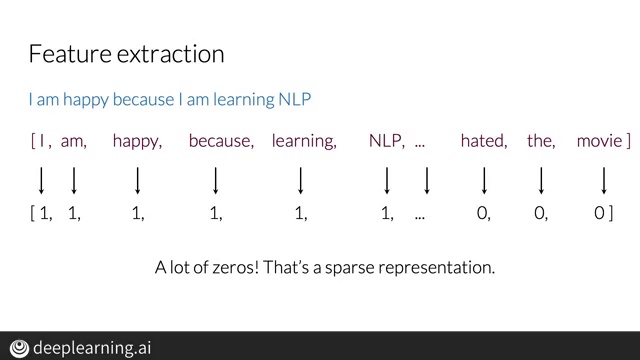 Feature extraction
I am happy because I am learning NLP
[ I , am, happy, because, learning, NLP, ... hated, the, movie ]
[ 1, 1, 1, 1, 1, 1, ... 0, 0, 0 ]
A lot of zeros! That's a sparse representation.
deeplearning.ai